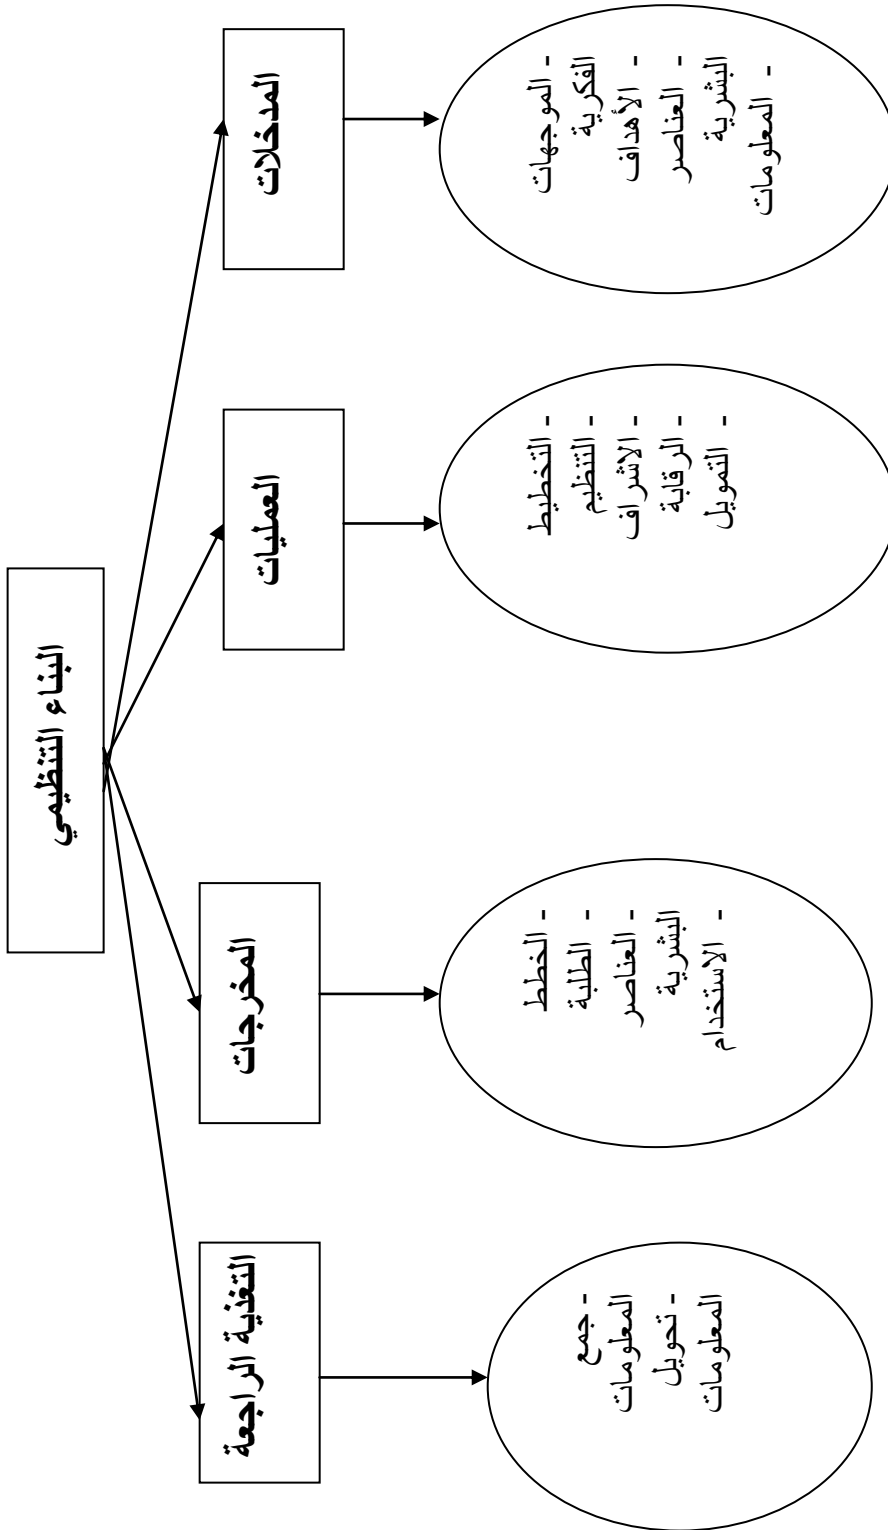 البناء التنظيمي
المدخلات
العمليات
المخرجات
التغذية الراجعة
- الموجهات
الفكرية
- الأهداف
- العناصر
البشرية
- المعلومات
- التخطيط
- التنظيم
- الاشراف
- الرقابة
- التمويل
- الخطط
- الطلبة
- العناصر
البشرية
- الاستخدام
- جمع
المعلومات
- تحويل
المعلومات